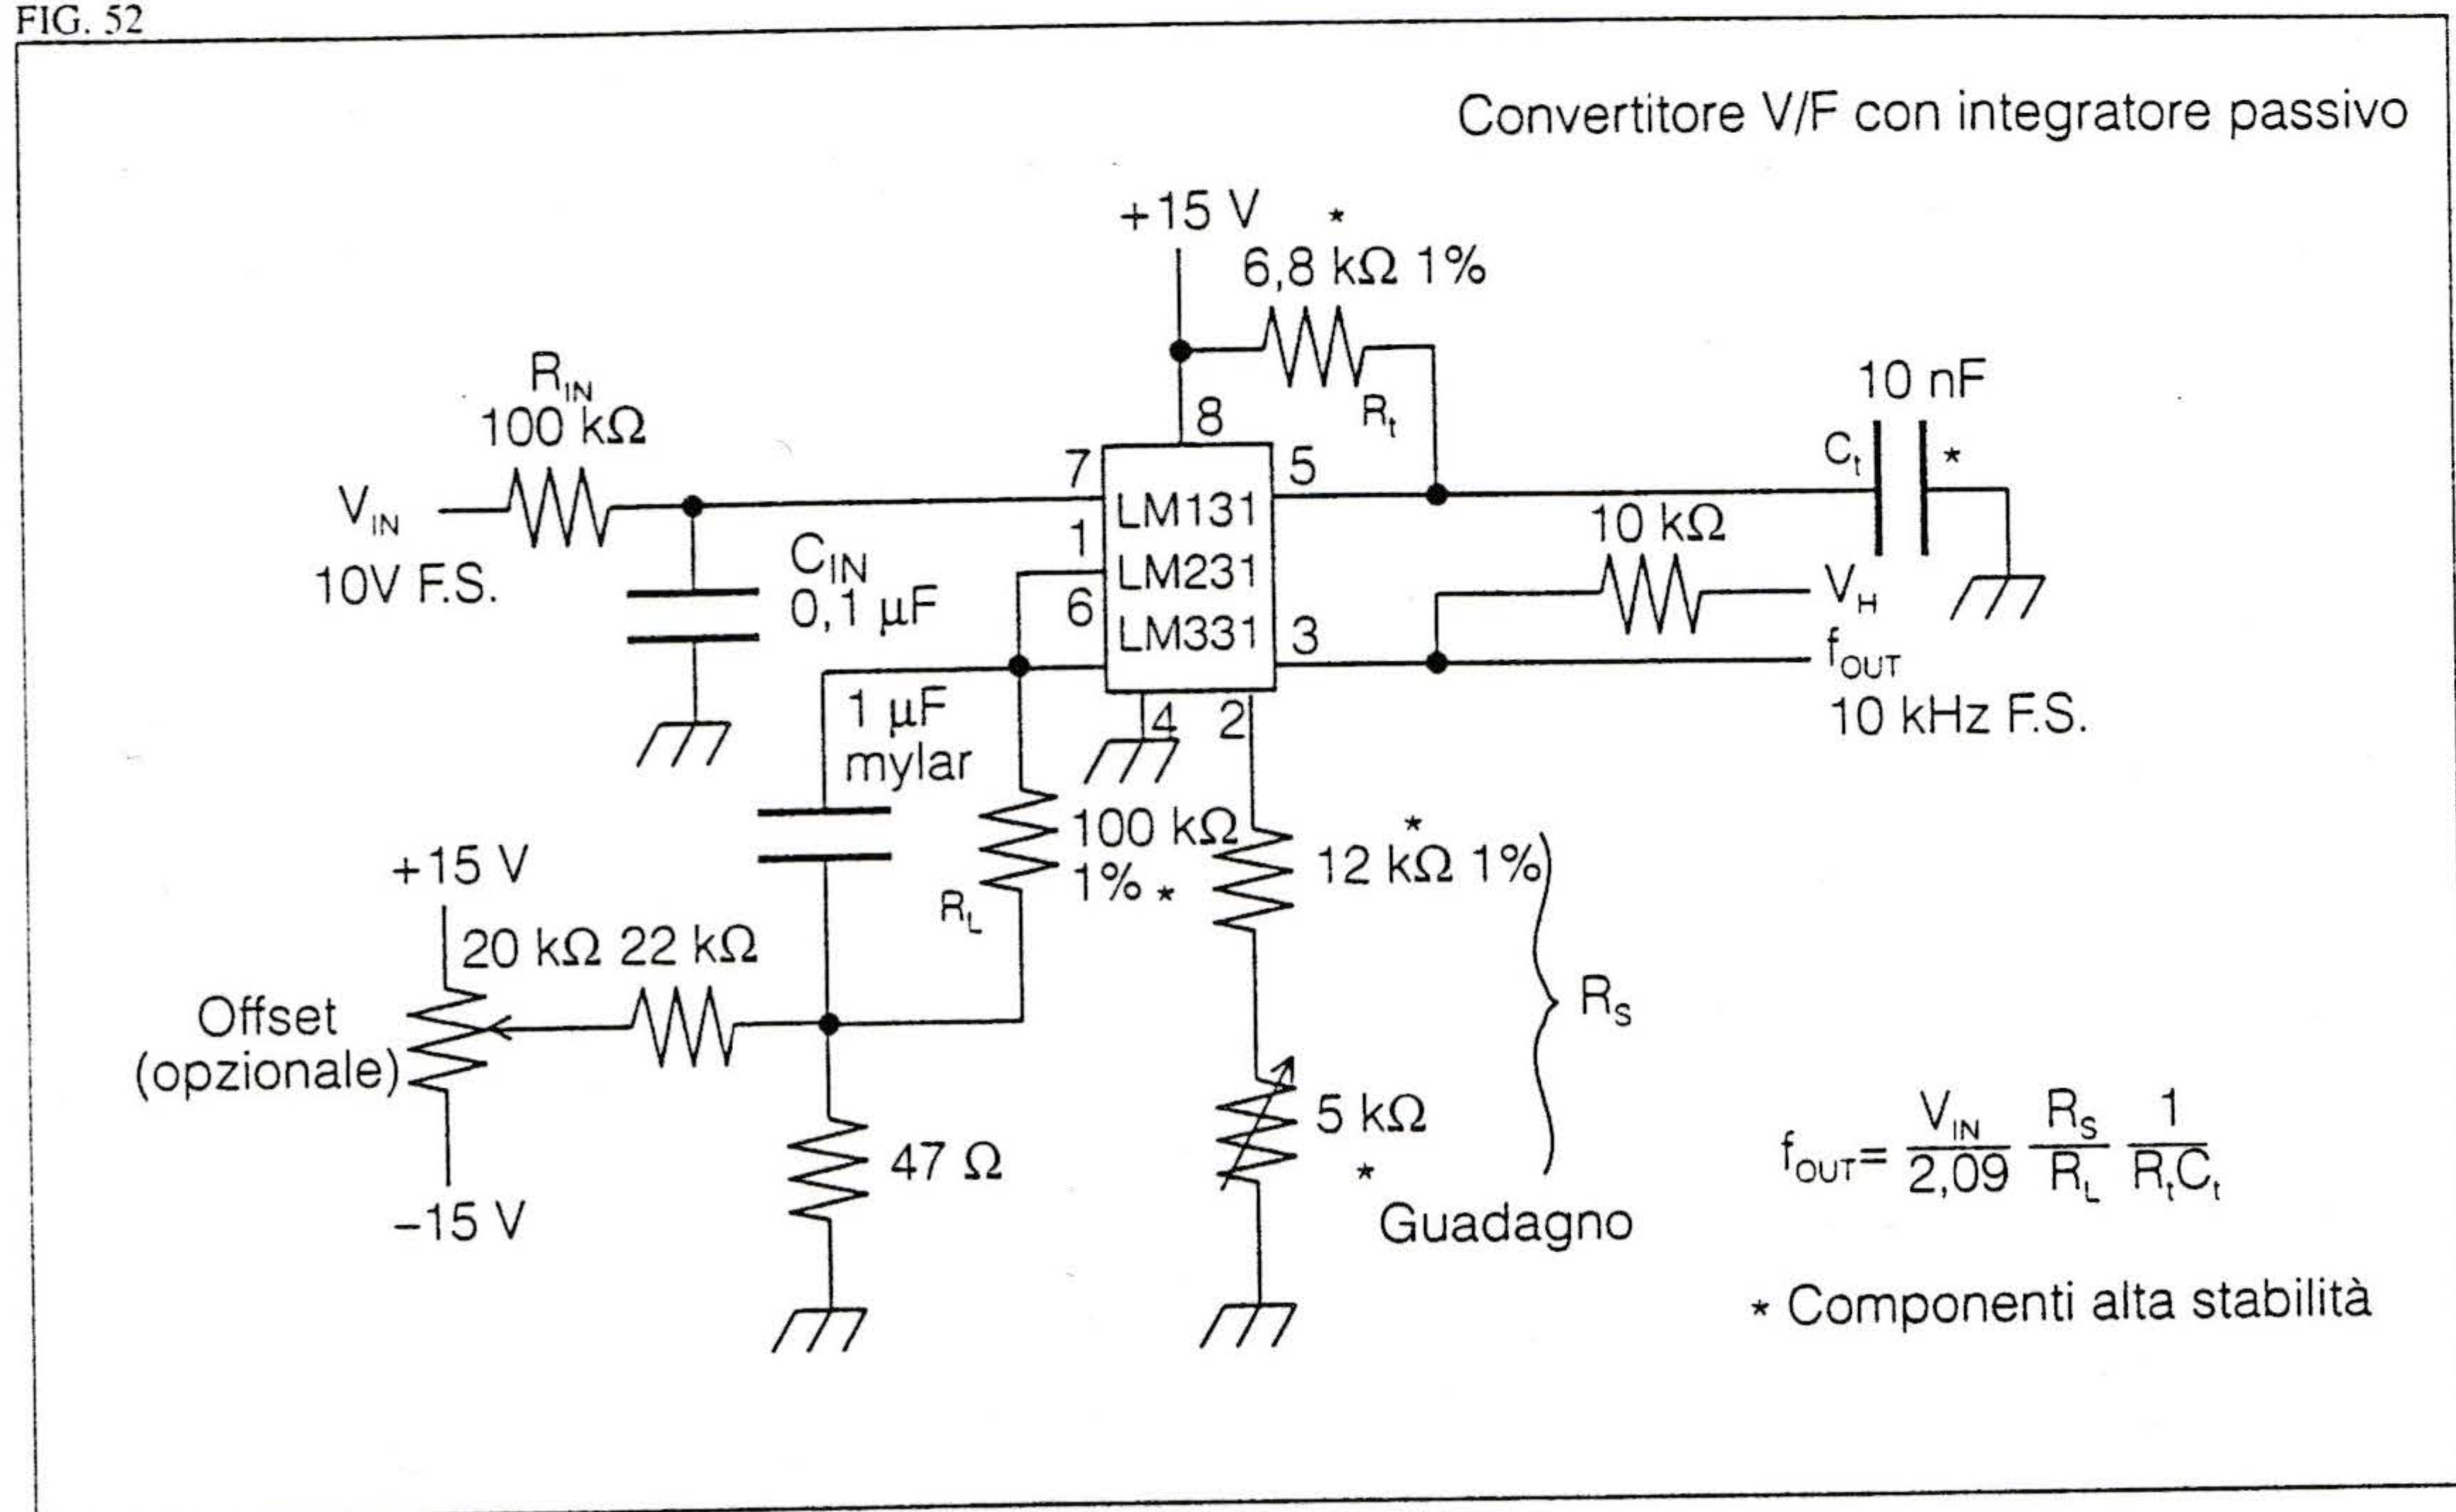 FIG. 52
Convertitore V/F con integratore passivo
+15 V
*
6,8 kΩ 1%
R_t
R_IN
100 kΩ
V_IN
10V F.S.
C_IN
0,1 µF
8
7
1
6
5
3
4
2
LM131
LM231
LM331
10 nF
C_t
*
10 kΩ
V_H
f_OUT
10 kHz F.S.
1 µF
mylar
100 kΩ
1% *
R_L
*
12 kΩ 1%
R_S
5 kΩ
*
Guadagno
+15 V
20 kΩ 22 kΩ
Offset
(opzionale)
-15 V
47 Ω
f_OUT= V_IN/2,09 R_S/R_L 1/R_tC_t
* Componenti alta stabilità